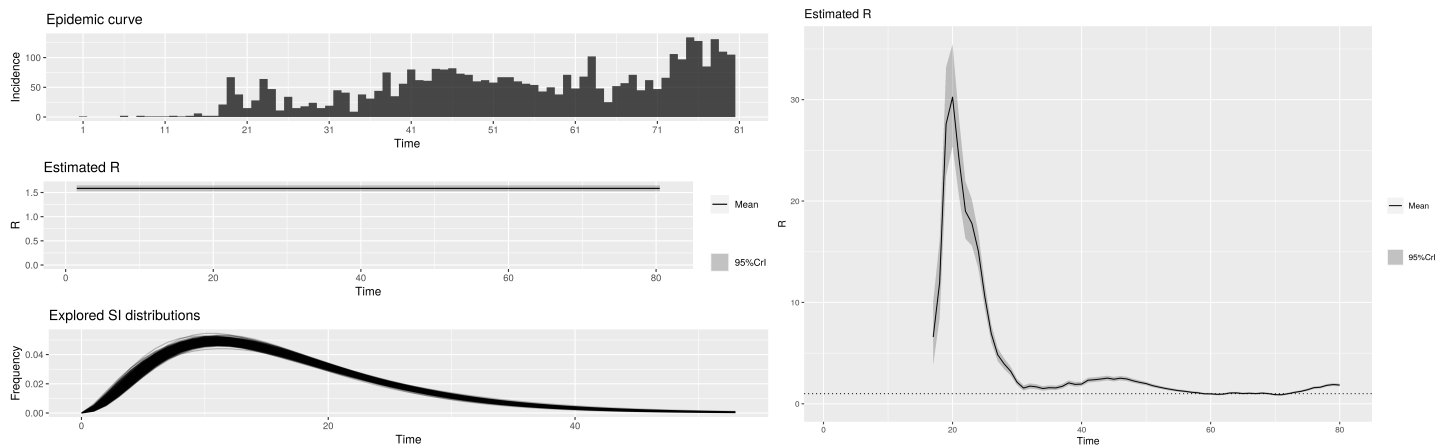 Epidemic curve
Incidence
100
50
0
1 11 21 31 41 51 61 71 81
Time
Estimated R
R
1.5
1.0
0.5
0.0
0 20 40 60 80
Time
Mean
95%CrI
Explored SI distributions
Frequency
0.04
0.02
0.00
0 20 40
Time
Estimated R
R
30
20
10
0
0 20 40 60 80
Time
Mean
95%CrI